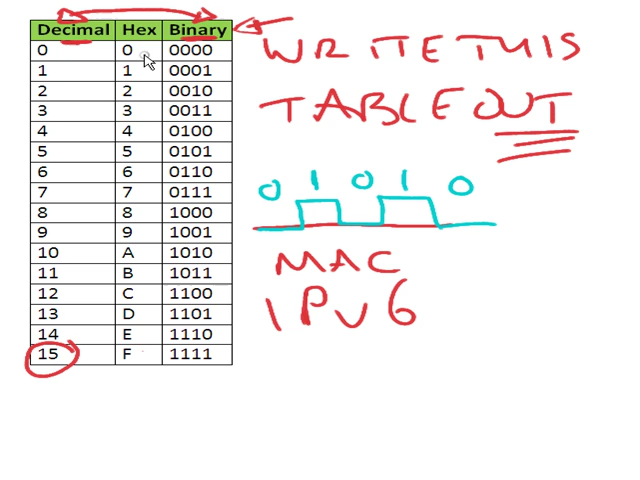 Decimal Hex Binary
0 0 0000
1 1 0001
2 2 0010
3 3 0011
4 4 0100
5 5 0101
6 6 0110
7 7 0111
8 8 1000
9 9 1001
10 A 1010
11 B 1011
12 C 1100
13 D 1101
14 E 1110
15 F 1111
WRITE THIS
TABLE OUT
0 1 0 1 0
MAC
IPv6